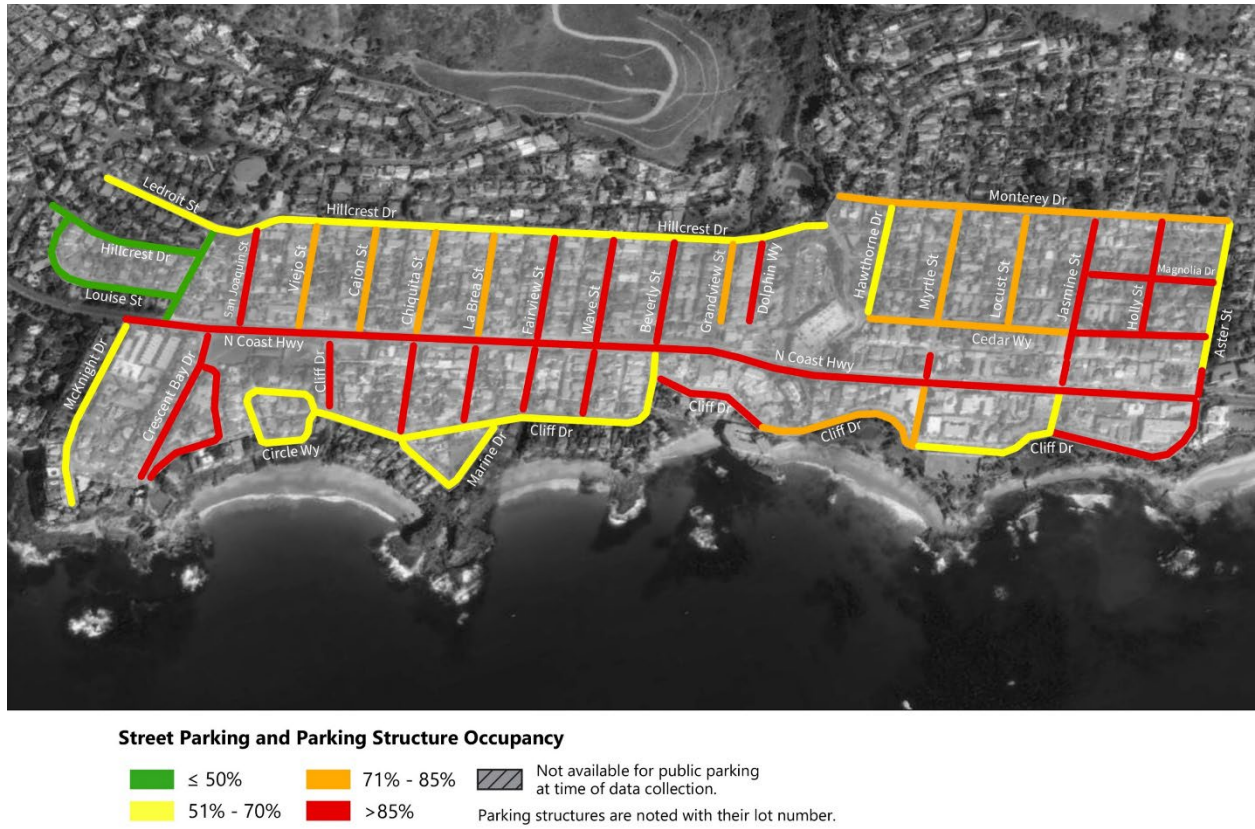 Ledroit St
Hillcrest Dr
Hillcrest Dr
Monterey Dr
Hillcrest Dr
Louise St
San Joaquin St
Viejo St
Cajon St
Chiquita St
La Brea St
Fairview St
Wave St
Beverly St
Grandview St
Dolphin Wy
Hawthorne Dr
Myrtle St
Locust St
Jasmine St
Magnolia Dr
Holly St
Aster St
McKnight Dr
Crescent Bay Dr
N Coast Hwy
Cliff Dr
N Coast Hwy
Cedar Wy
Circle Wy
Marine Dr
Cliff Dr
Cliff Dr
Cliff Dr
Cliff Dr
Street Parking and Parking Structure Occupancy
≤ 50%
71% - 85%
Not available for public parking
at time of data collection.
51% - 70%
>85%
Parking structures are noted with their lot number.